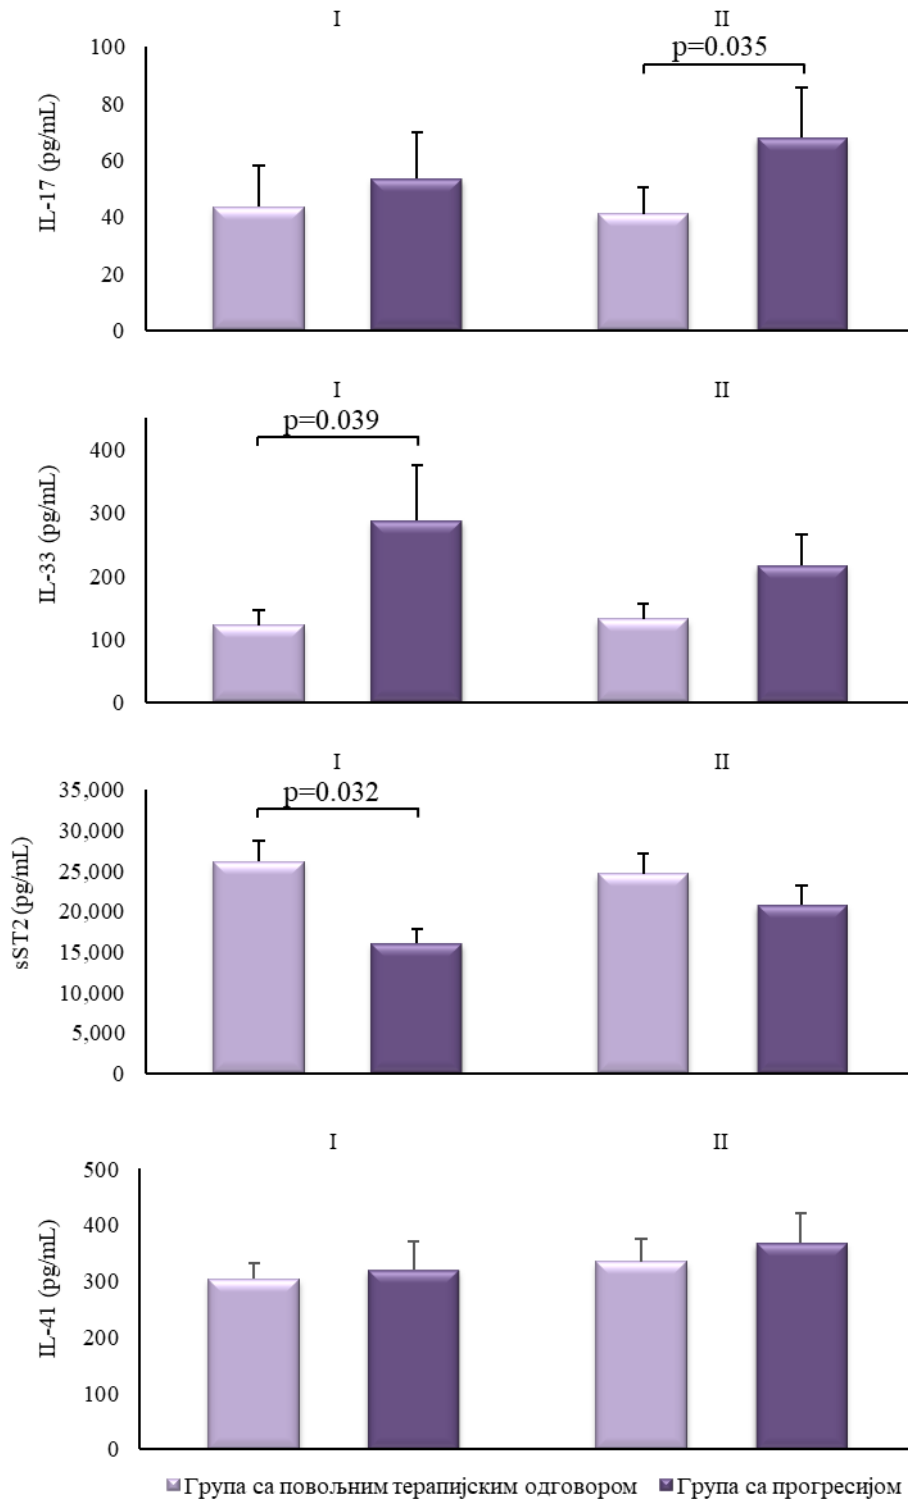 I II
IL-17 (pg/mL)
100
80
60
40
20
0
p=0.035
I II
IL-33 (pg/mL)
400
300
200
100
0
p=0.039
I II
sST2 (pg/mL)
35,000
30,000
25,000
20,000
15,000
10,000
5,000
0
p=0.032
I II
IL-41 (pg/mL)
500
400
300
200
100
0
Група са повољним терапијским одговором Група са прогресијом